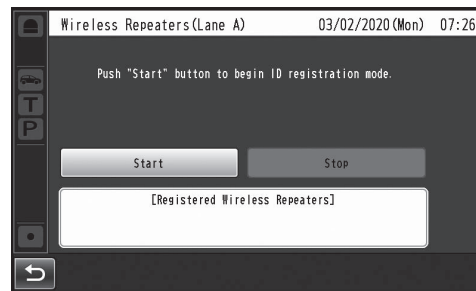 Wireless Repeaters(Lane A) 03/02/2020(Mon) 07:26
Push "Start" button to begin ID registration mode.
T
P
Start Stop
[Registered Wireless Repeaters]